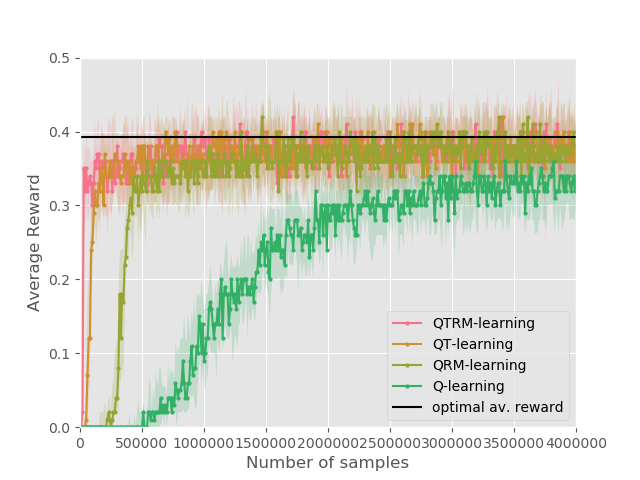 0.5
0.4
0.3
0.2
0.1
0.0
Average Reward
QTRM-learning
QT-learning
QRM-learning
Q-learning
optimal av. reward
0 500000 1000000 1500000 2000000 2500000 3000000 3500000 4000000
Number of samples